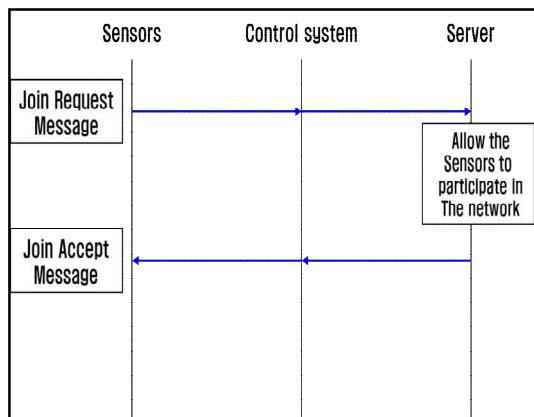 Sensors Control system Server
Join Request
Message
Allow the
Sensors to
participate in
The network
Join Accept
Message